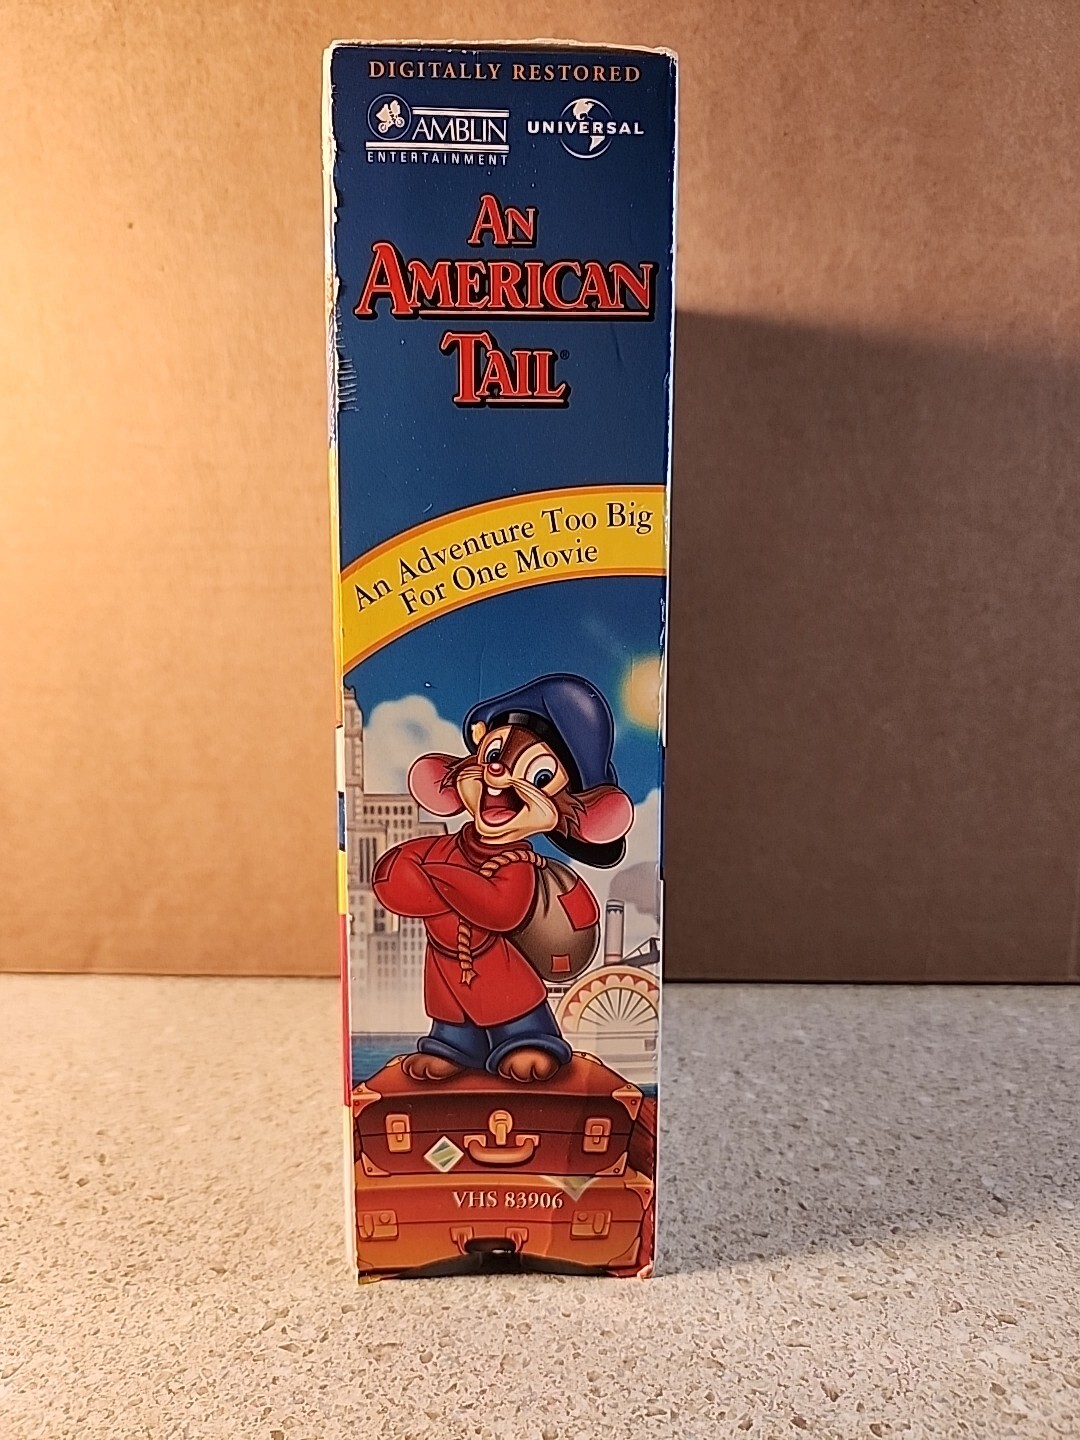 DIGITALLY RESTORED
AMBLIN
ENTERTAINMENT
UNIVERSAL
AN
AMERICAN
TAIL®
An Adventure Too Big
For One Movie
VHS 83906